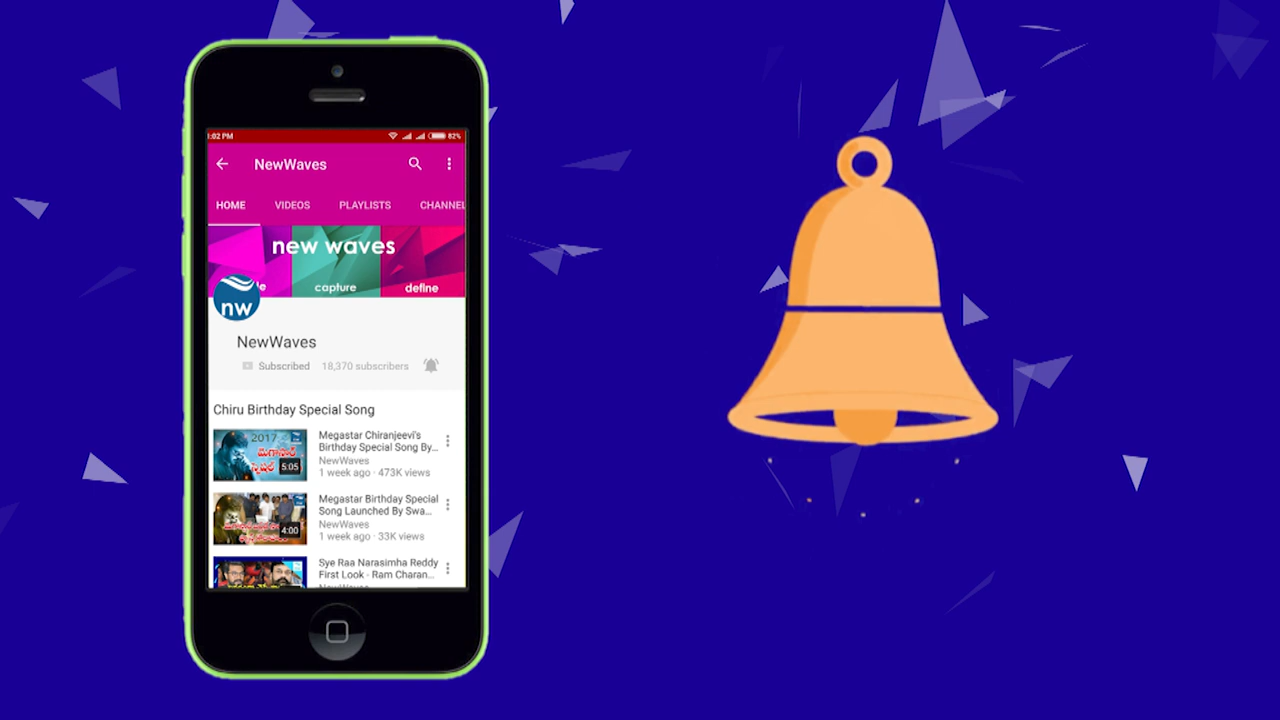 1:02 PM 82%
NewWaves
HOME VIDEOS PLAYLISTS CHANNEL
new waves
capture define
nw
NewWaves
Subscribed 18,370 subscribers
Chiru Birthday Special Song
2017
5:05
Megastar Chiranjeevi's
Birthday Special Song By...
NewWaves
1 week ago · 473K views
4:00
Megastar Birthday Special
Song Launched By Swa...
NewWaves
1 week ago · 33K views
Sye Raa Narasimha Reddy
First Look - Ram Charan...
NewWaves